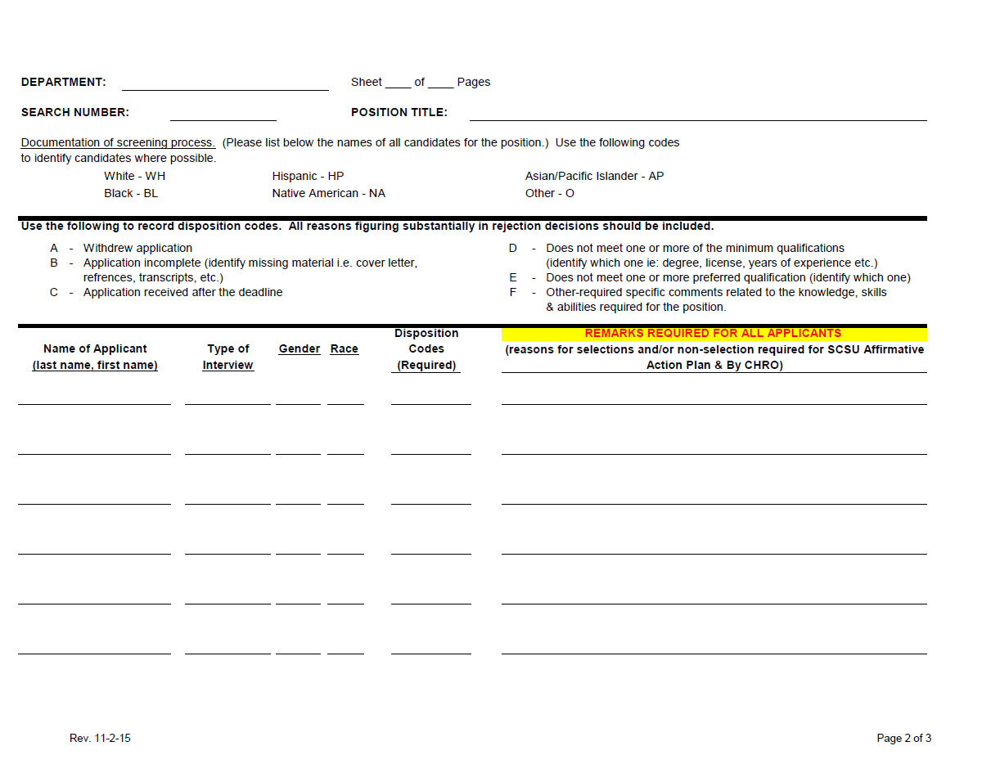 DEPARTMENT: Sheet ____ of ____ Pages
SEARCH NUMBER: POSITION TITLE:
Documentation of screening process. (Please list below the names of all candidates for the position.) Use the following codes
to identify candidates where possible.
White - WH Hispanic - HP Asian/Pacific Islander - AP
Black - BL Native American - NA Other - O
Use the following to record disposition codes. All reasons figuring substantially in rejection decisions should be included.
A - Withdrew application
B - Application incomplete (identify missing material i.e. cover letter,
refrences, transcripts, etc.)
C - Application received after the deadline
D - Does not meet one or more of the minimum qualifications
(identify which one ie: degree, license, years of experience etc.)
E - Does not meet one or more preferred qualification (identify which one)
F - Other-required specific comments related to the knowledge, skills
& abilities required for the position.
Name of Applicant
(last name, first name)
Type of
Interview
Gender
Race
Disposition
Codes
(Required)
REMARKS REQUIRED FOR ALL APPLICANTS
(reasons for selections and/or non-selection required for SCSU Affirmative
Action Plan & By CHRO)
Rev. 11-2-15
Page 2 of 3